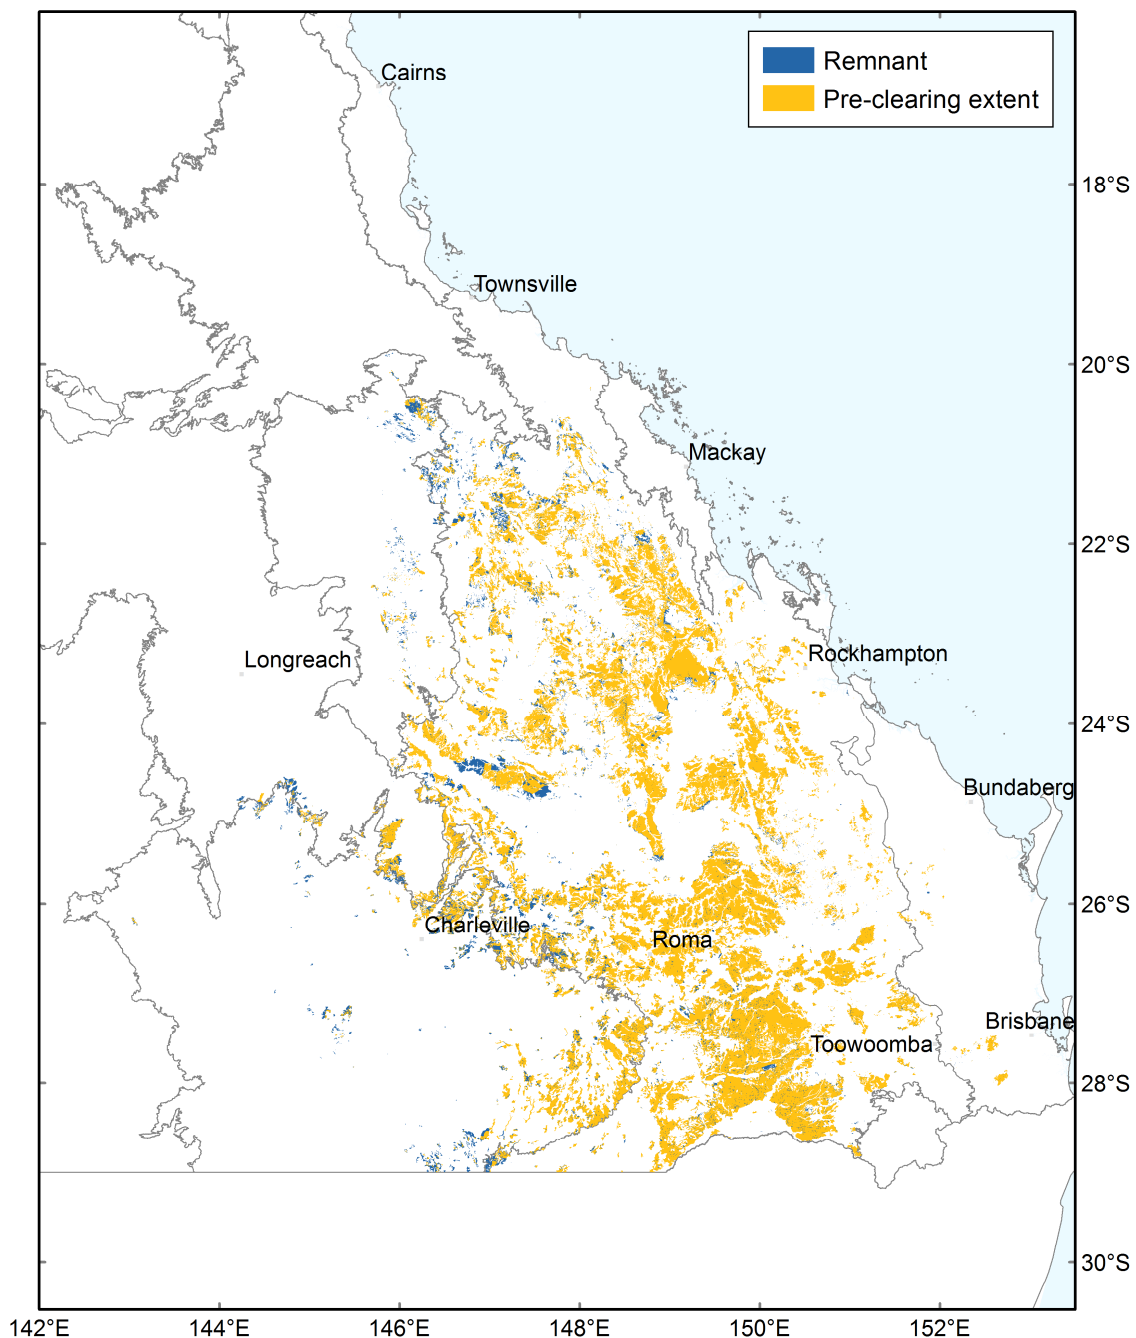 Remnant
Pre-clearing extent
Cairns
18°S
Townsville
20°S
Mackay
22°S
Longreach
Rockhampton
24°S
Bundaberg
26°S
Charleville
Roma
Brisbane
Toowoomba
28°S
30°S
142°E 144°E 146°E 148°E 150°E 152°E